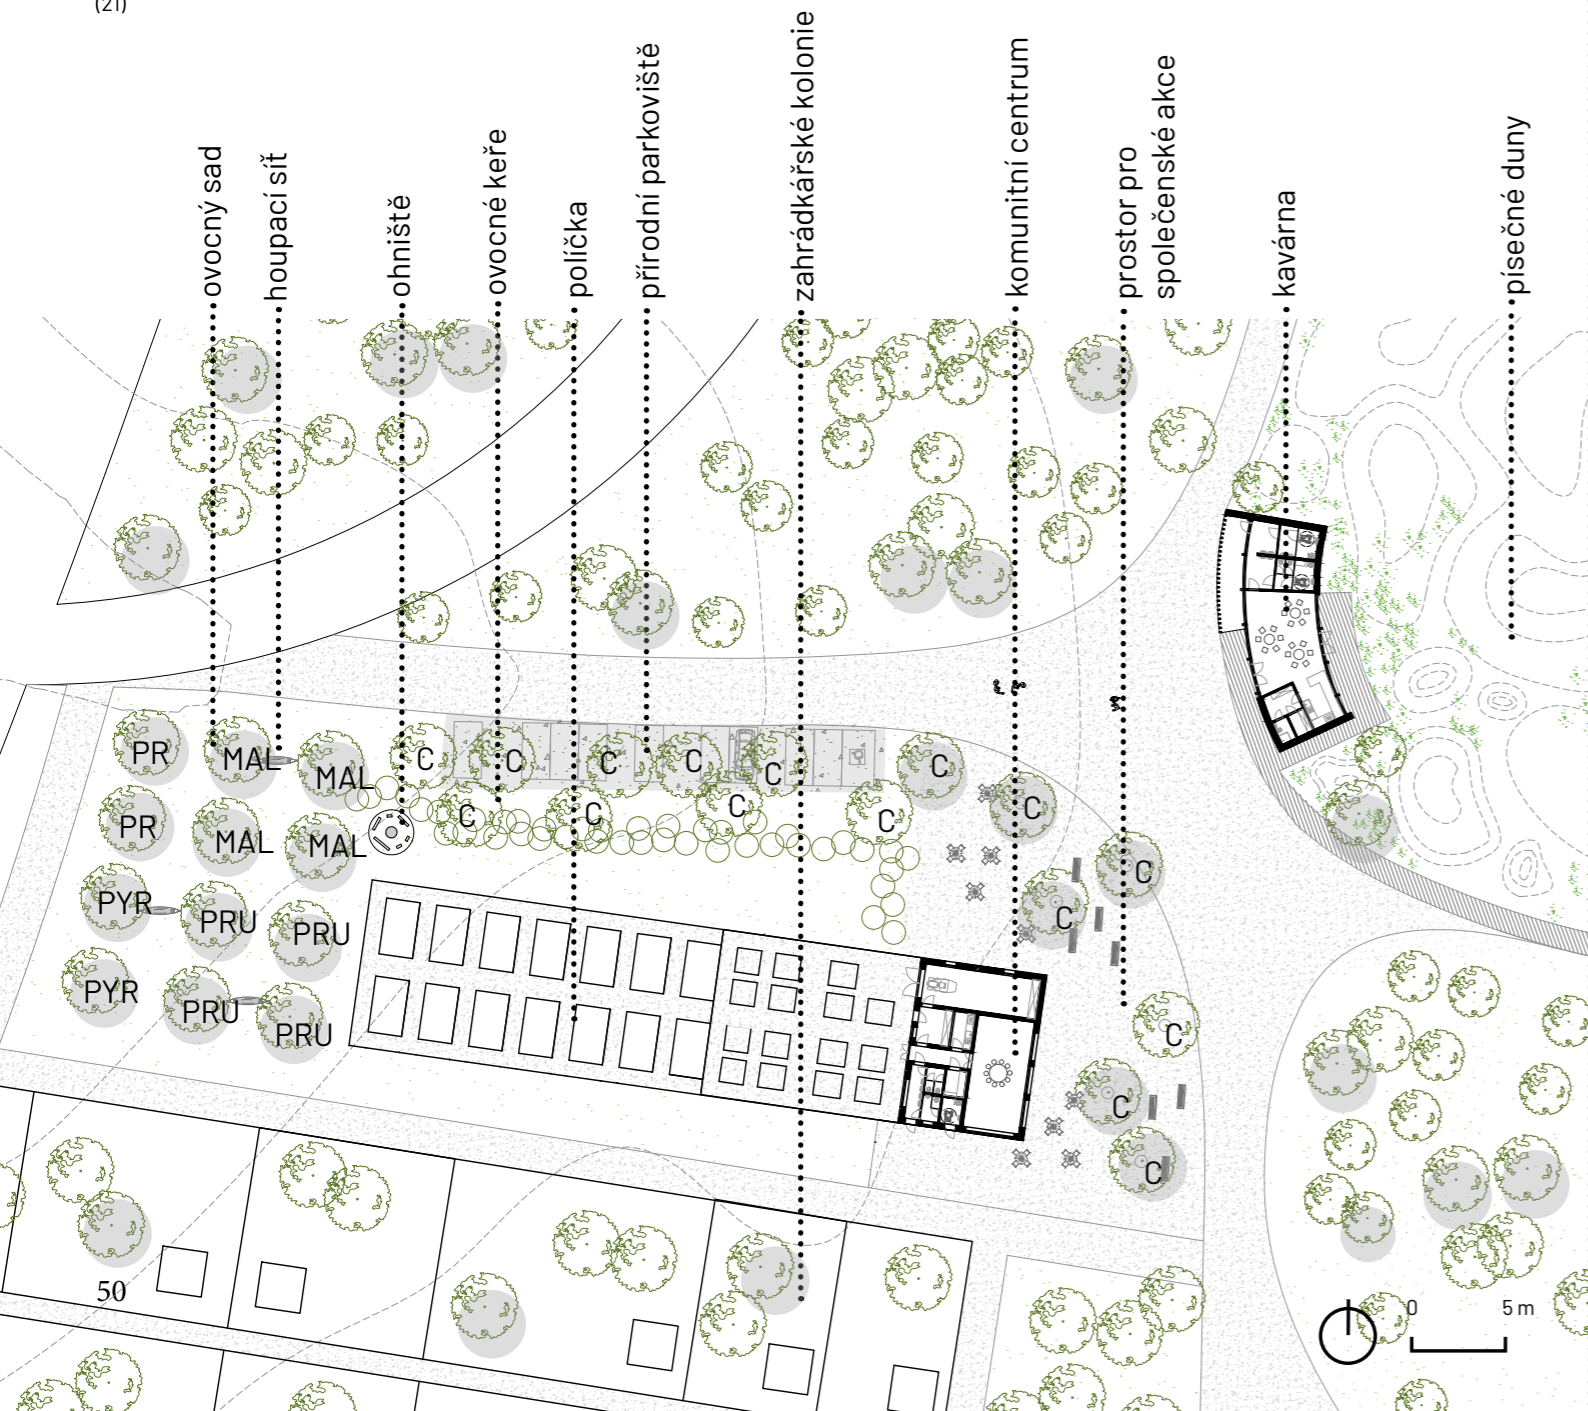 (21)
ovocný sad
houpací síť
ohniště
ovocné keře
políčka
přírodní parkoviště
zahrádkářské kolonie
komunitní centrum
prostor pro
společenské akce
kavárna
písečné duny
PR
MAL
MAL
C
C
C
C
C
C
C
C
C
C
C
PR
MAL
MAL
C
C
PYR
PRU
PRU
PYR
PRU
PRU
C
C
C
50
0
5 m